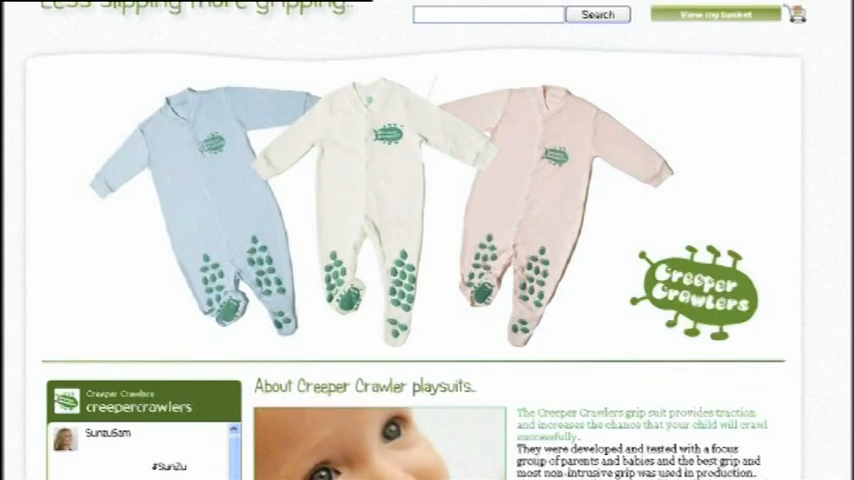 Less slipping more gripping..
Search
View my basket
Creeper
Crawlers
Creeper Crawlers
creepercrawlers
SunzuSam
#SunZu
About Creeper Crawler playsuits..
The Creeper Crawlers grip suit provides traction
and increases the chance that your child will crawl
successfully.
They were developed and tested with a focus
group of parents and babies and the best grip and
most non-intrusive grip was used in production.